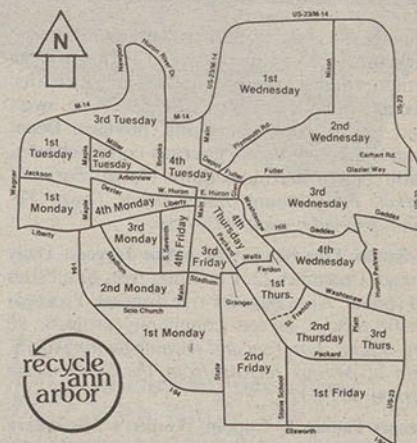 US-23/M-14
N
Newport
Huron River Dr.
US-23/M-14
1st
Wednesday
Nixon
M-14
3rd Tuesday
M-14
Main
Plymouth Rd.
2nd
Wednesday
1st
Tuesday
Maple
Miller
2nd
Tuesday
Brooks
4th
Tuesday
Depot
Fuller
Earhart Rd.
Wagner
Jackson
Arborview
Fuller
Glazier Way
Dexter
W. Huron
E. Huron
Glen
3rd
Wednesday
1st
Monday
Maple
4th Monday
Liberty
Main
4th
Thursday
Washtenaw
Geddes
Liberty
3rd
Monday
S. Seventh
4th Friday
Packard
Hill
Geddes
I-94
Stadium
3rd
Friday
Wells
4th
Wednesday
Huron Parkway
Ferdon
2nd Monday
Main
Stadium
1st
Thurs.
Washtenaw
Scio Church
Granger
St. Francis
1st Monday
2nd
Thursday
Platt
3rd
Thurs.
recycle
ann
arbor
State
2nd
Friday
Packard
US-23
Stone School
1st Friday
I-94
Ellsworth